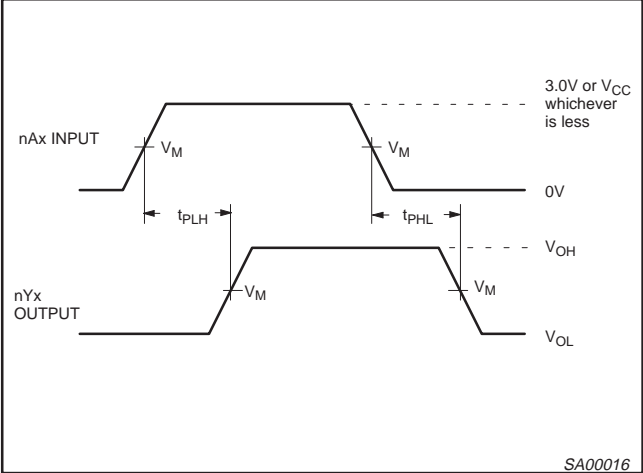 3.0V or VCC
whichever
is less
nAx INPUT
VM
VM
0V
tPLH
tPHL
VOH
nYx
OUTPUT
VM
VM
VOL
SA00016